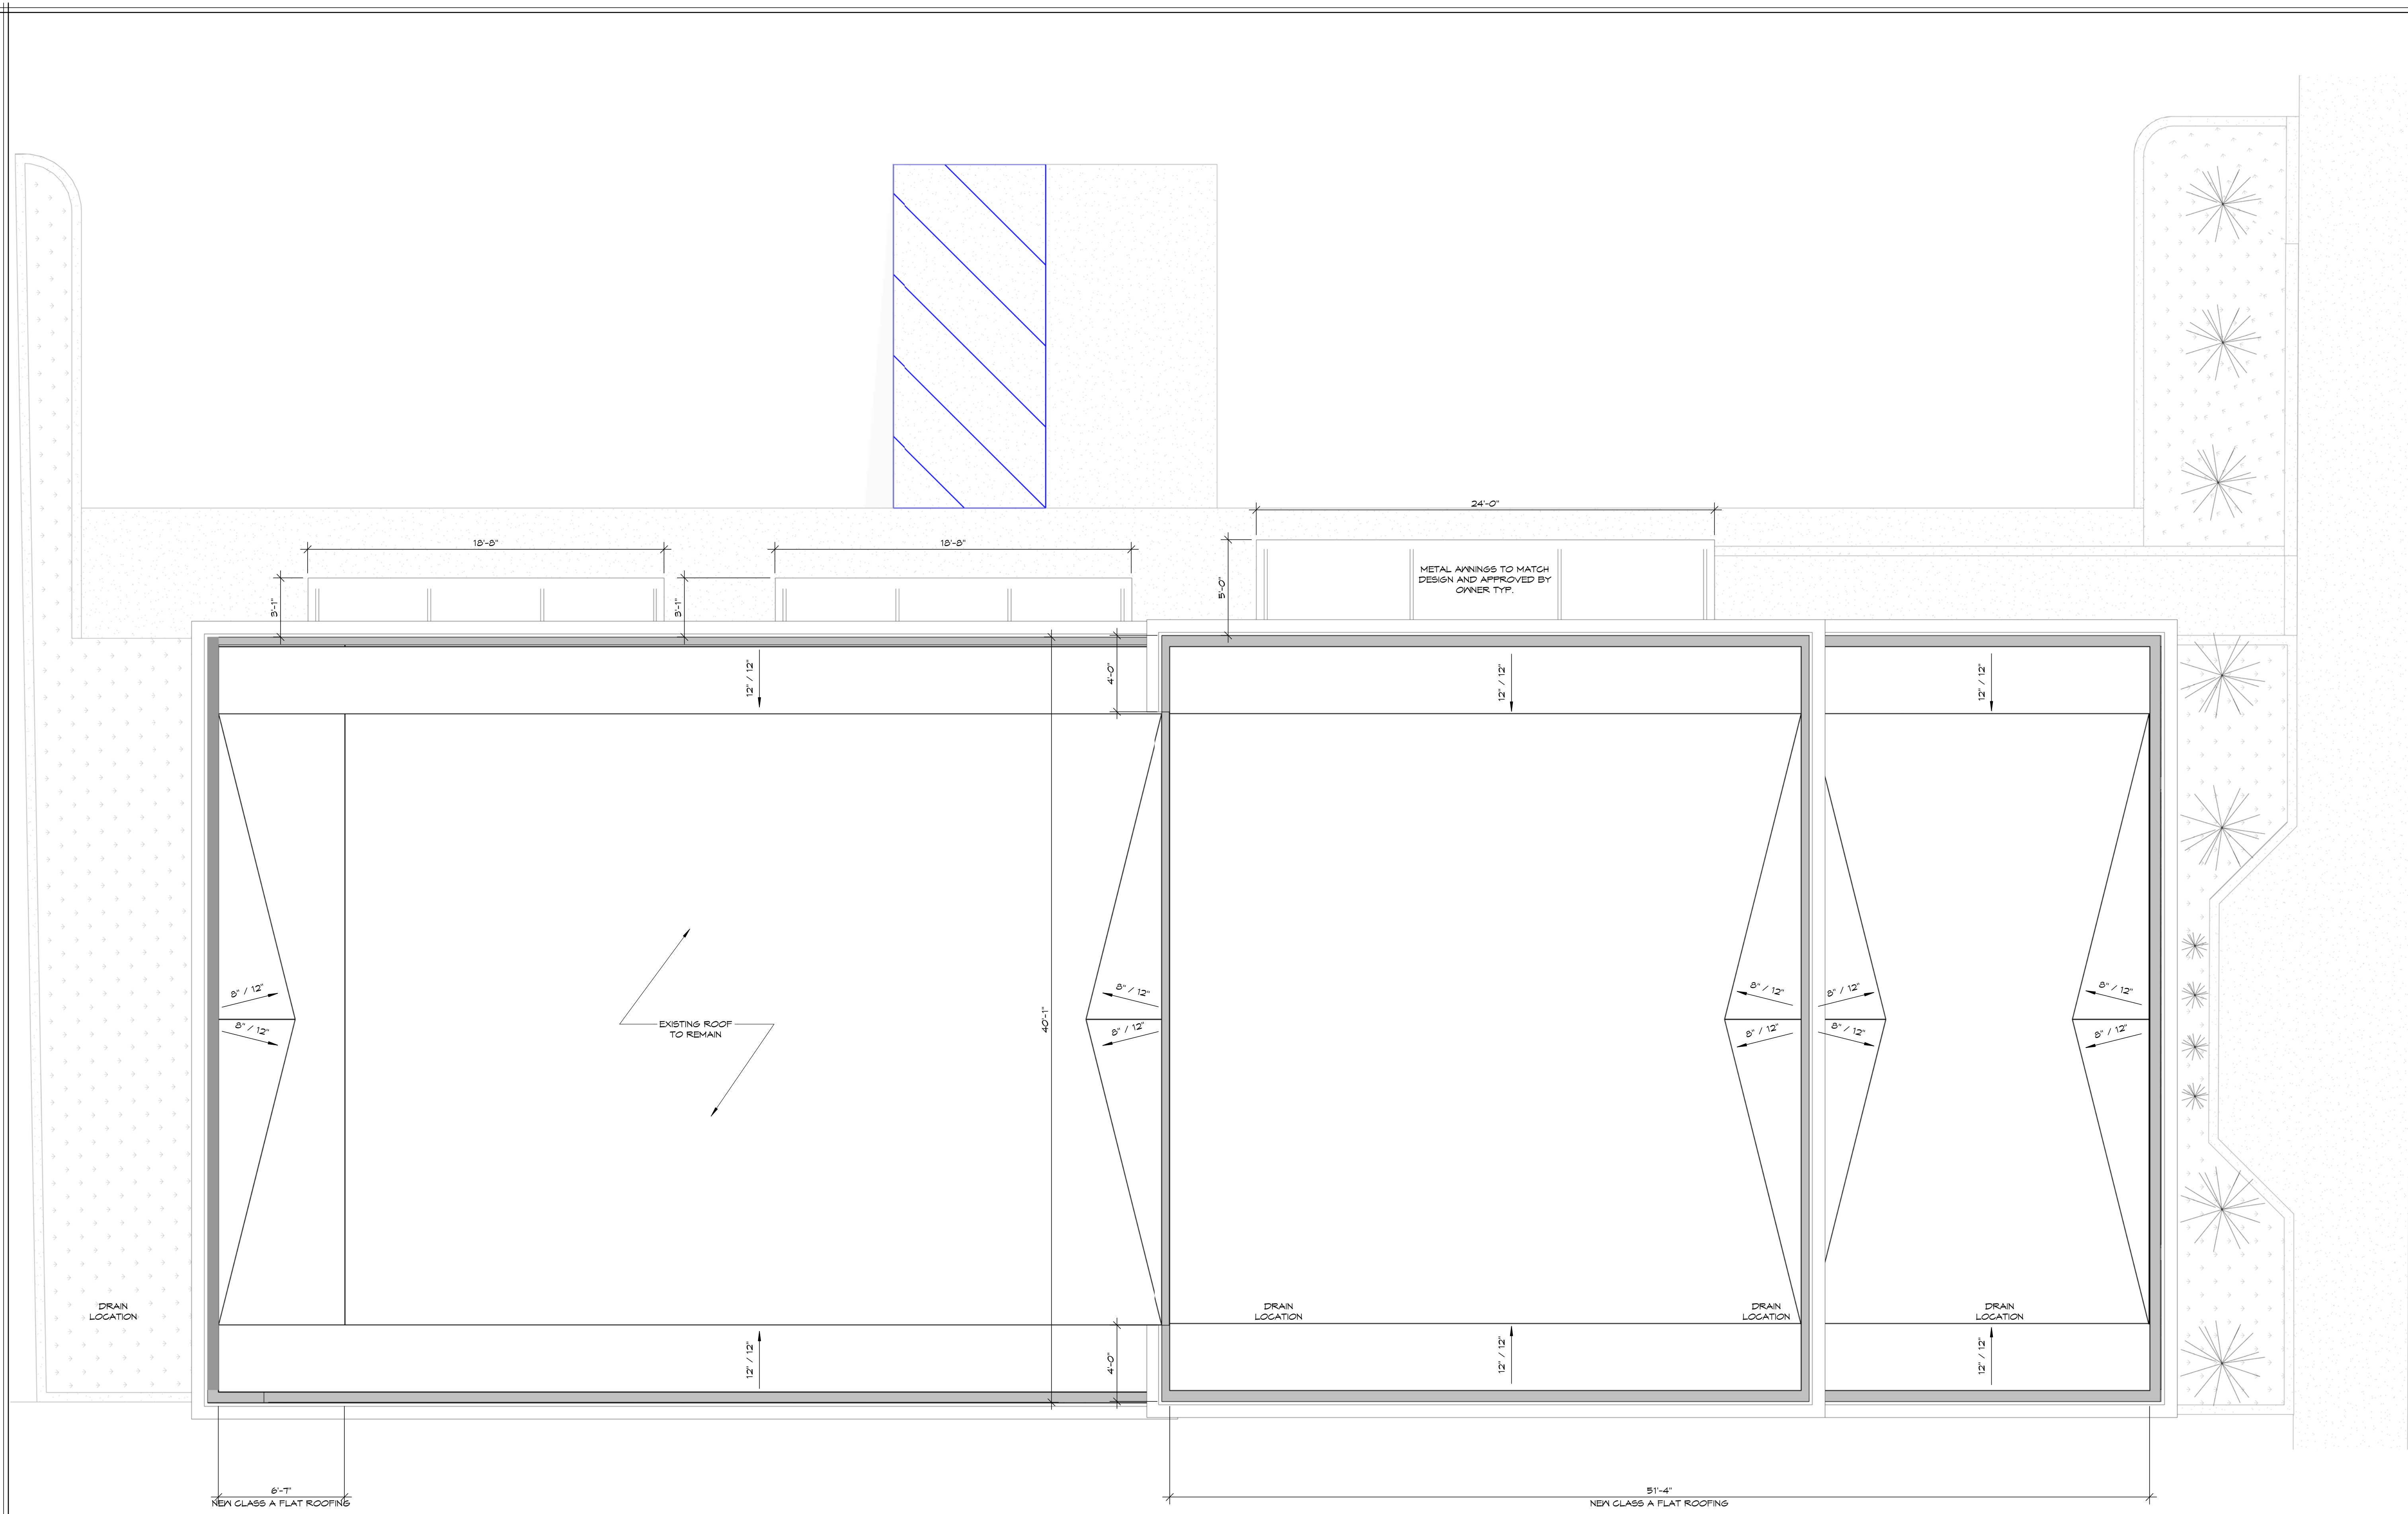 24'-0"
18'-8"
18'-8"
METAL AWNINGS TO MATCH
DESIGN AND APPROVED BY
OWNER TYP.
5'-0"
3'-1"
3'-1"
12" / 12"
4'-0"
12" / 12"
12" / 12"
8" / 12"
8" / 12"
8" / 12"
8" / 12"
8" / 12"
8" / 12"
8" / 12"
8" / 12"
8" / 12"
8" / 12"
EXISTING ROOF
TO REMAIN
40'-1"
DRAIN
LOCATION
DRAIN
LOCATION
DRAIN
LOCATION
DRAIN
LOCATION
12" / 12"
4'-0"
12" / 12"
12" / 12"
6'-7"
NEW CLASS A FLAT ROOFING
51'-4"
NEW CLASS A FLAT ROOFING